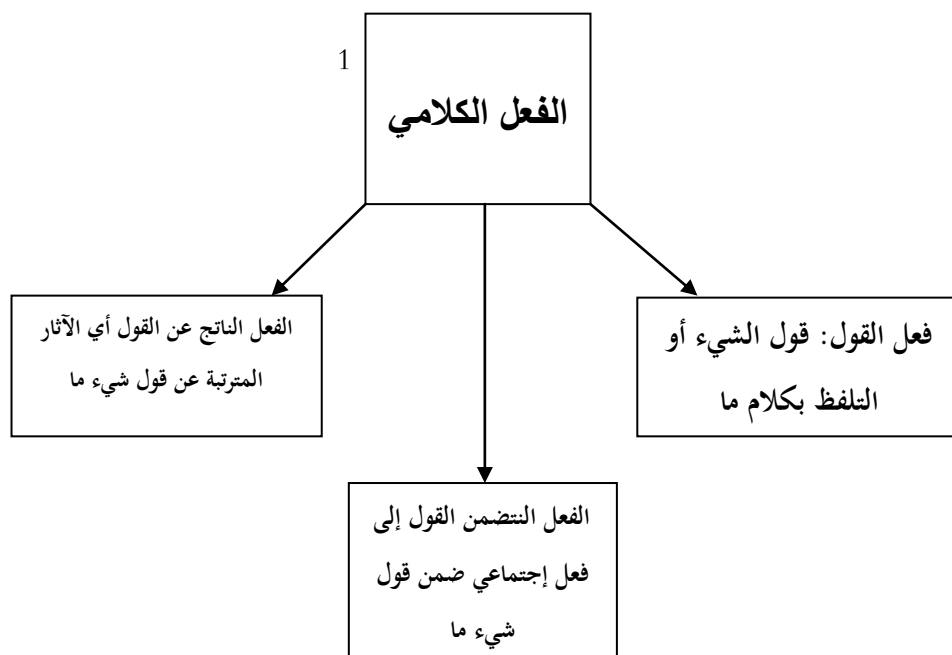 1
الفعل الكلامي
فعل القول: قول الشيء أو
التلفظ بكلام ما
الفعل الناتج عن القول أي الآثار
المترتبة عن قول شيء ما
الفعل النتضمن القول إلى
فعل إجتماعي ضمن قول
شيء ما